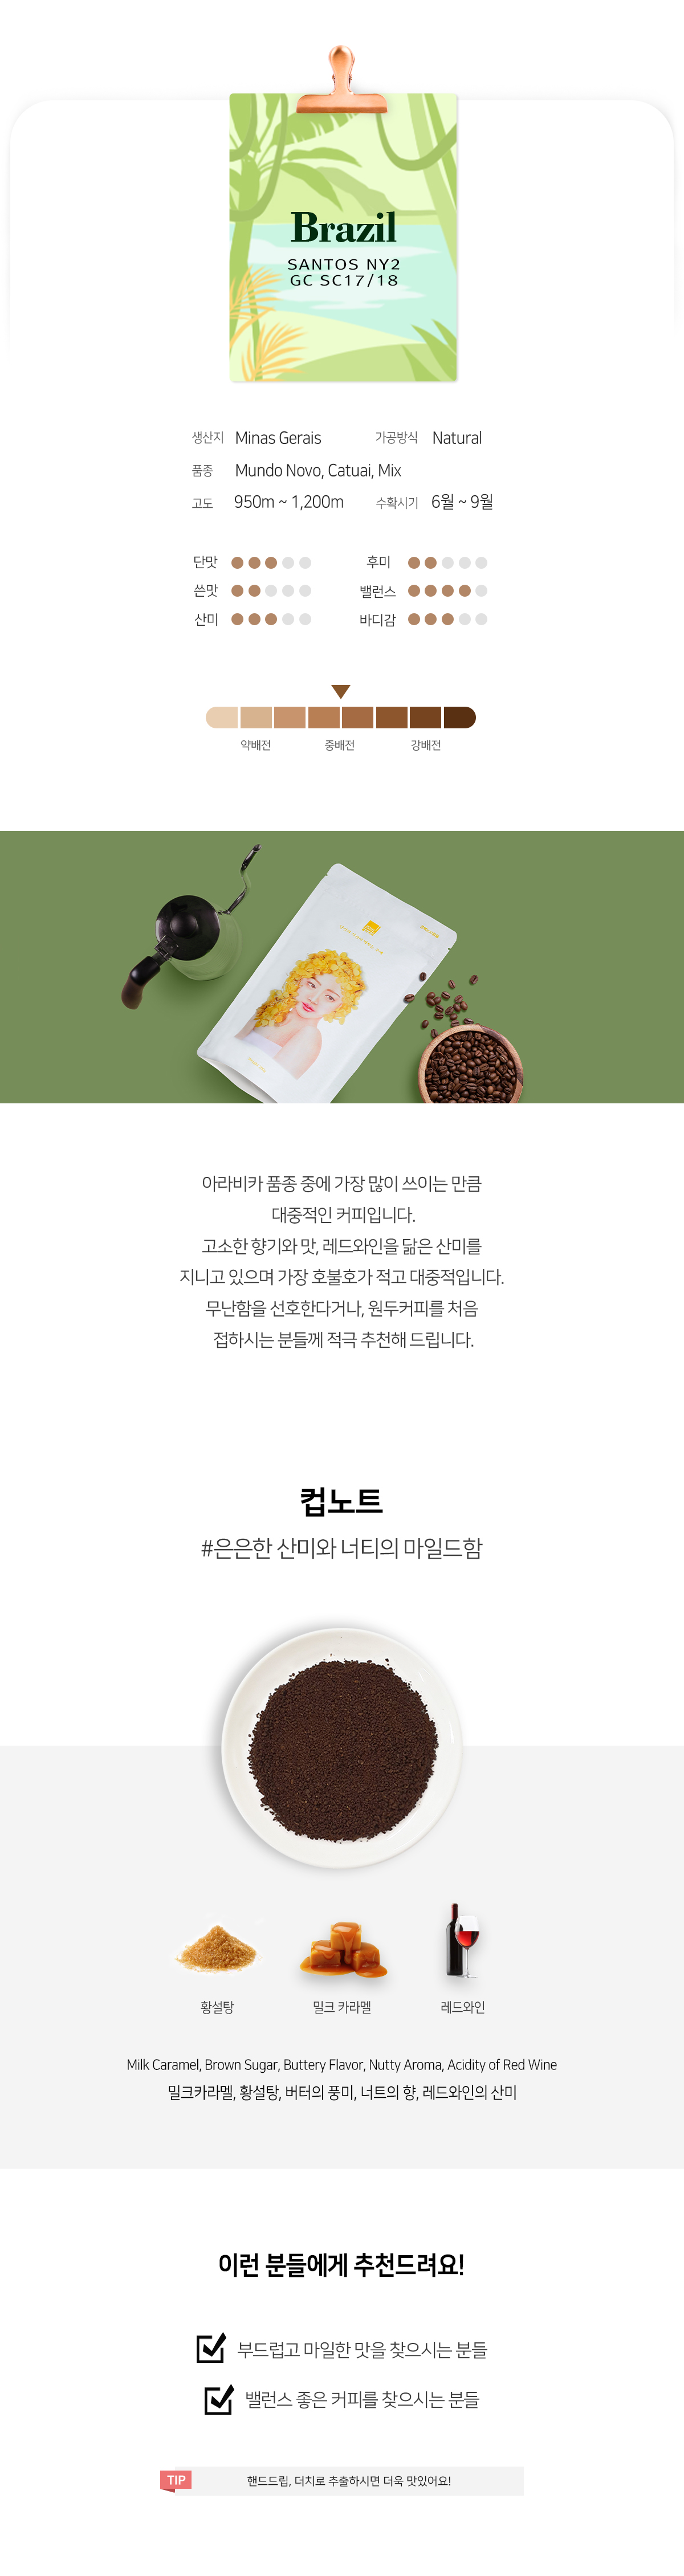 Brazil
SANTOS NY2
GC SC17/18
생산지 Minas Gerais 가공방식 Natural
품종 Mundo Novo, Catuai, Mix
고도 950m ~ 1,200m 수확시기 6월 ~ 9월
단맛 후미
쓴맛 밸런스
산미 바디감
약배전 중배전 강배전
아라비카 품종 중에 가장 많이 쓰이는 만큼
대중적인 커피입니다.
고소한 향기와 맛, 레드와인을 닮은 산미를
지니고 있으며 가장 호불호가 적고 대중적입니다.
무난함을 선호한다거나, 원두커피를 처음
접하시는 분들께 적극 추천해 드립니다.
컵노트
#은은한 산미와 너티의 마일드함
황설탕 밀크 카라멜 레드와인
Milk Caramel, Brown Sugar, Buttery Flavor, Nutty Aroma, Acidity of Red Wine
밀크카라멜, 황설탕, 버터의 풍미, 너트의 향, 레드와인의 산미
이런 분들에게 추천드려요!
부드럽고 마일한 맛을 찾으시는 분들
밸런스 좋은 커피를 찾으시는 분들
TIP 핸드드립, 더치로 추출하시면 더욱 맛있어요!